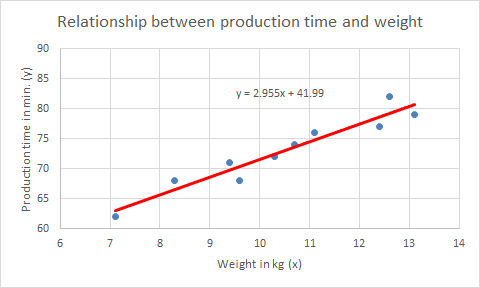 Relationship between production time and weight
90
85
80
75
70
65
60
y = 2.955x + 41.99
Production time in min. (y)
6 7 8 9 10 11 12 13 14
Weight in kg (x)